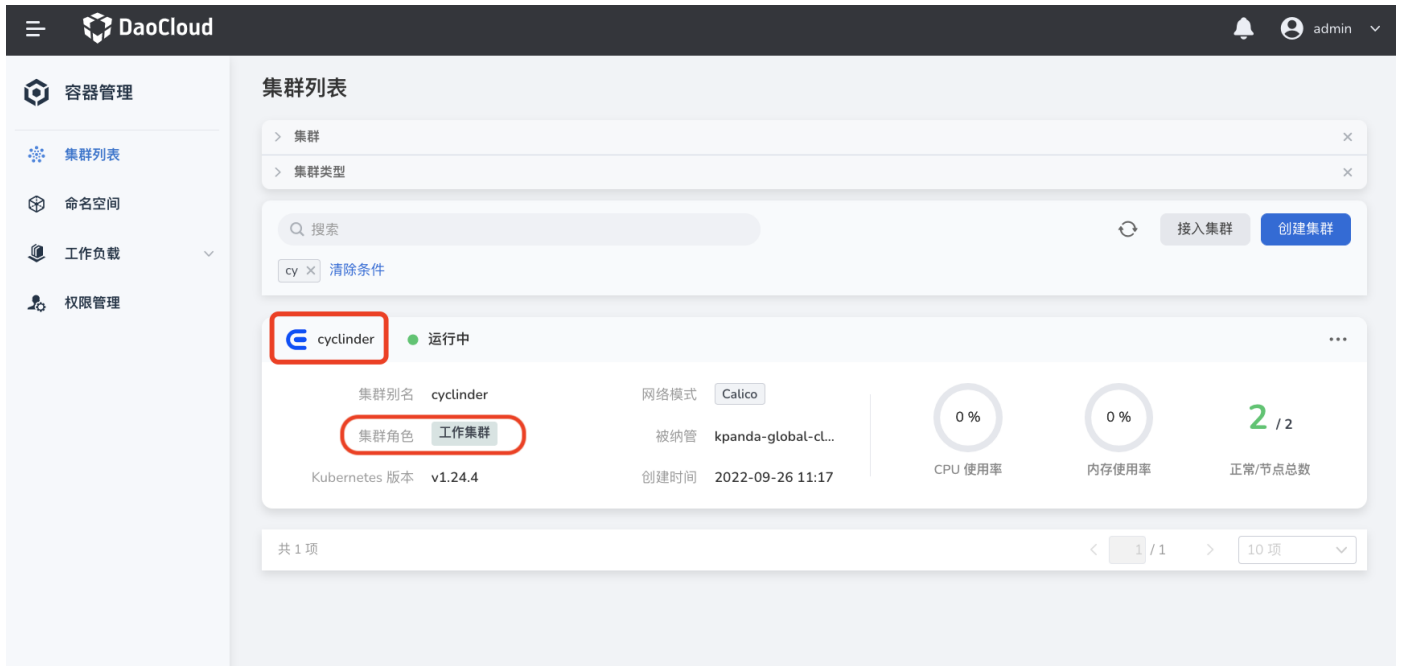 DaoCloud
admin
容器管理
集群列表
命名空间
工作负载
权限管理
集群列表
集群
集群类型
搜索
接入集群
创建集群
cy
清除条件
cyclinder
运行中
集群别名 cyclinder
网络模式 Calico
集群角色 工作集群
被纳管 kpanda-global-cl...
Kubernetes 版本 v1.24.4
创建时间 2022-09-26 11:17
0 %
CPU 使用率
0 %
内存使用率
2 / 2
正常/节点总数
共 1 项
1 / 1
10 项